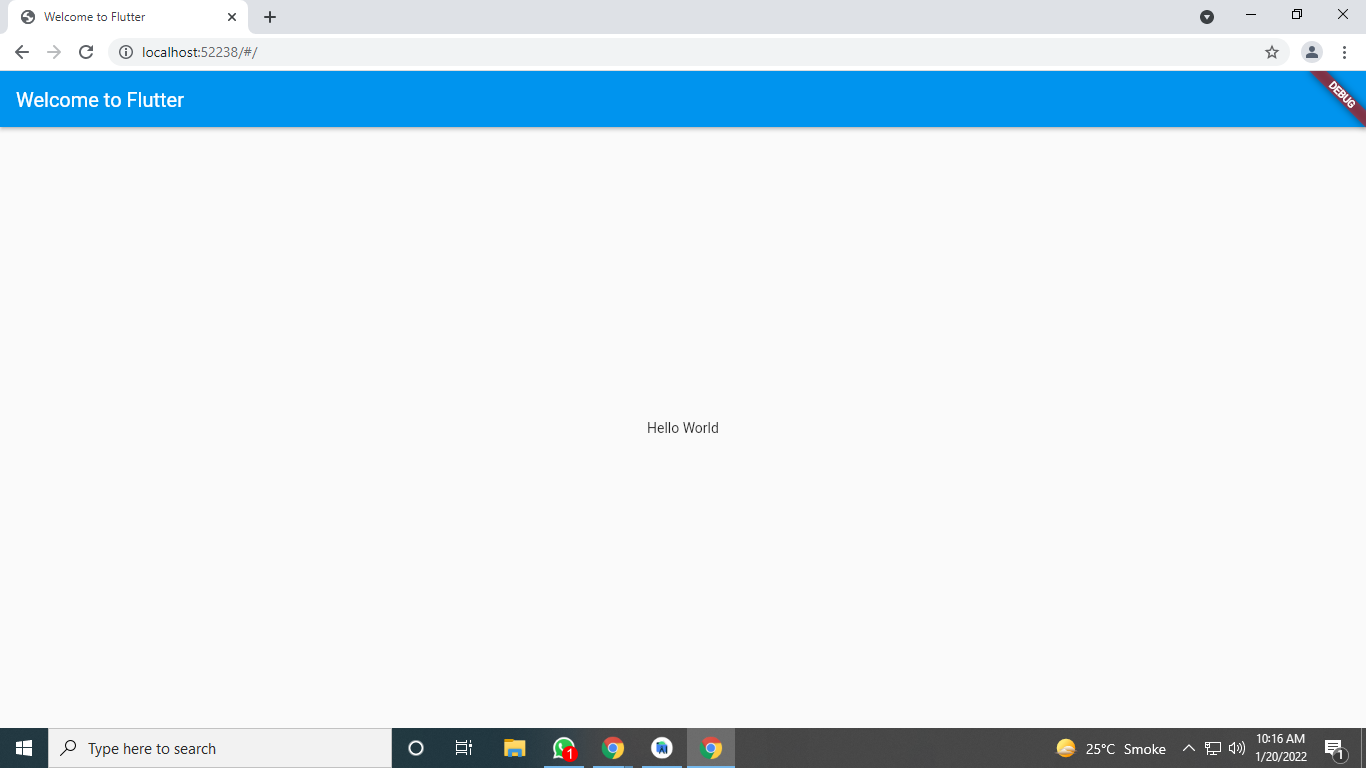 Welcome to Flutter
localhost:52238/#/
Welcome to Flutter
DEBUG
Hello World
Type here to search
1
AI
25°C Smoke
10:16 AM
1/20/2022
1